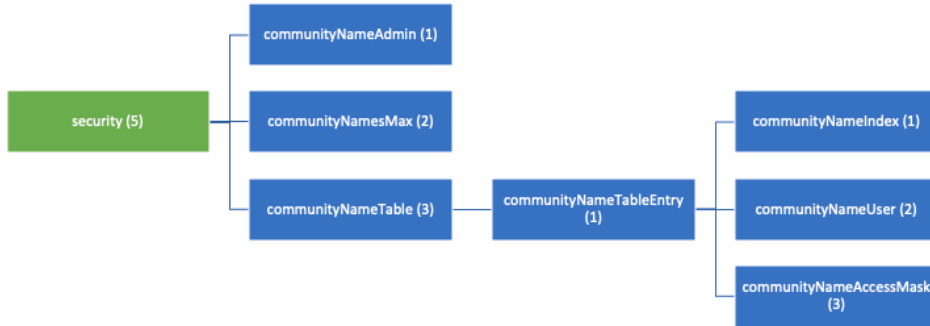 communityNameAdmin (1)
security (5)
communityNamesMax (2)
communityNameIndex (1)
communityNameTable (3)
communityNameTableEntry
(1)
communityNameUser (2)
communityNameAccessMask
(3)